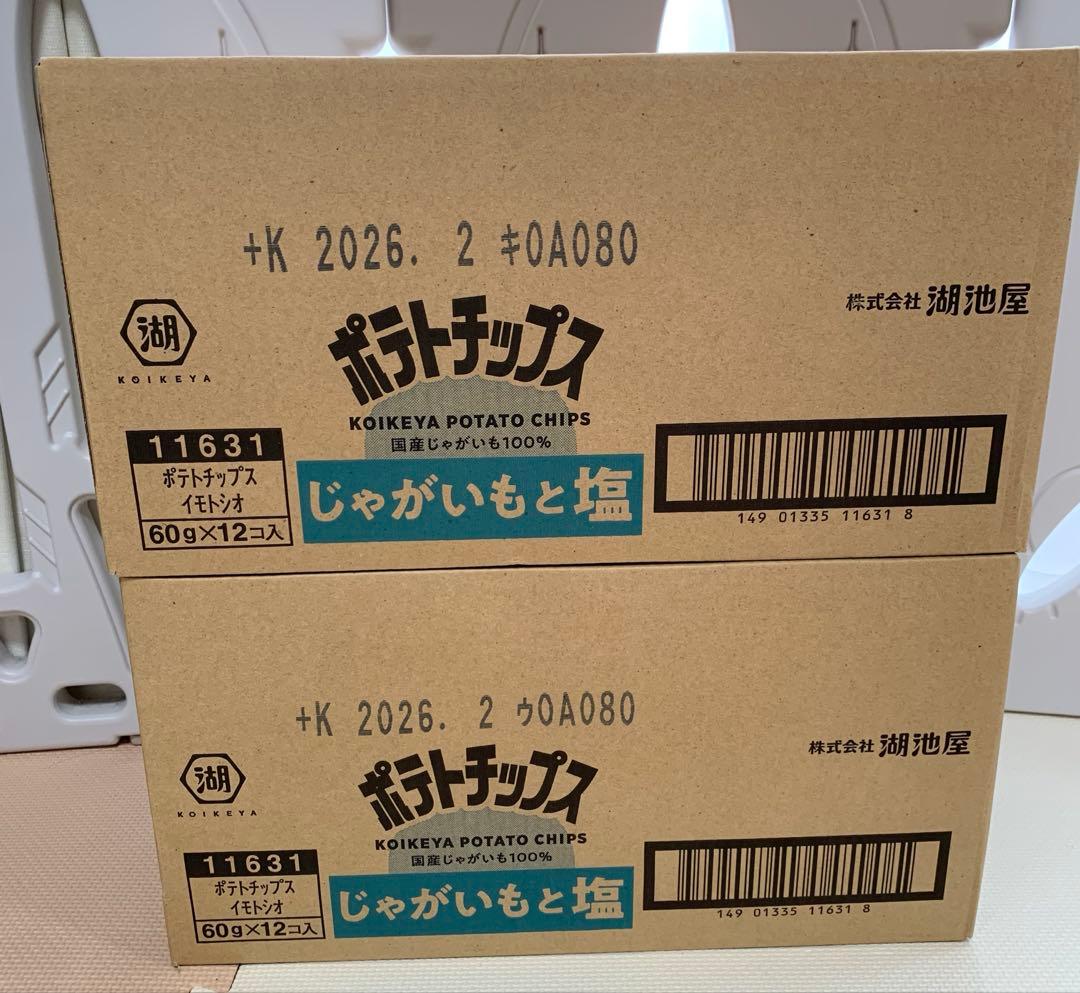 +K 2026. 2 キ0A080
株式会社 湖池屋
湖
KOIKEYA
ポテトチップス
KOIKEYA POTATO CHIPS
国産じゃがいも100%
じゃがいもと塩
11631
ポテトチップス
イモトシオ
60g×12コ入
149 01335 11631 8
+K 2026. 2 ゥ0A080
株式会社 湖池屋
湖
KOIKEYA
ポテトチップス
KOIKEYA POTATO CHIPS
国産じゃがいも100%
じゃがいもと塩
11631
ポテトチップス
イモトシオ
60g×12コ入
149 01335 11631 8